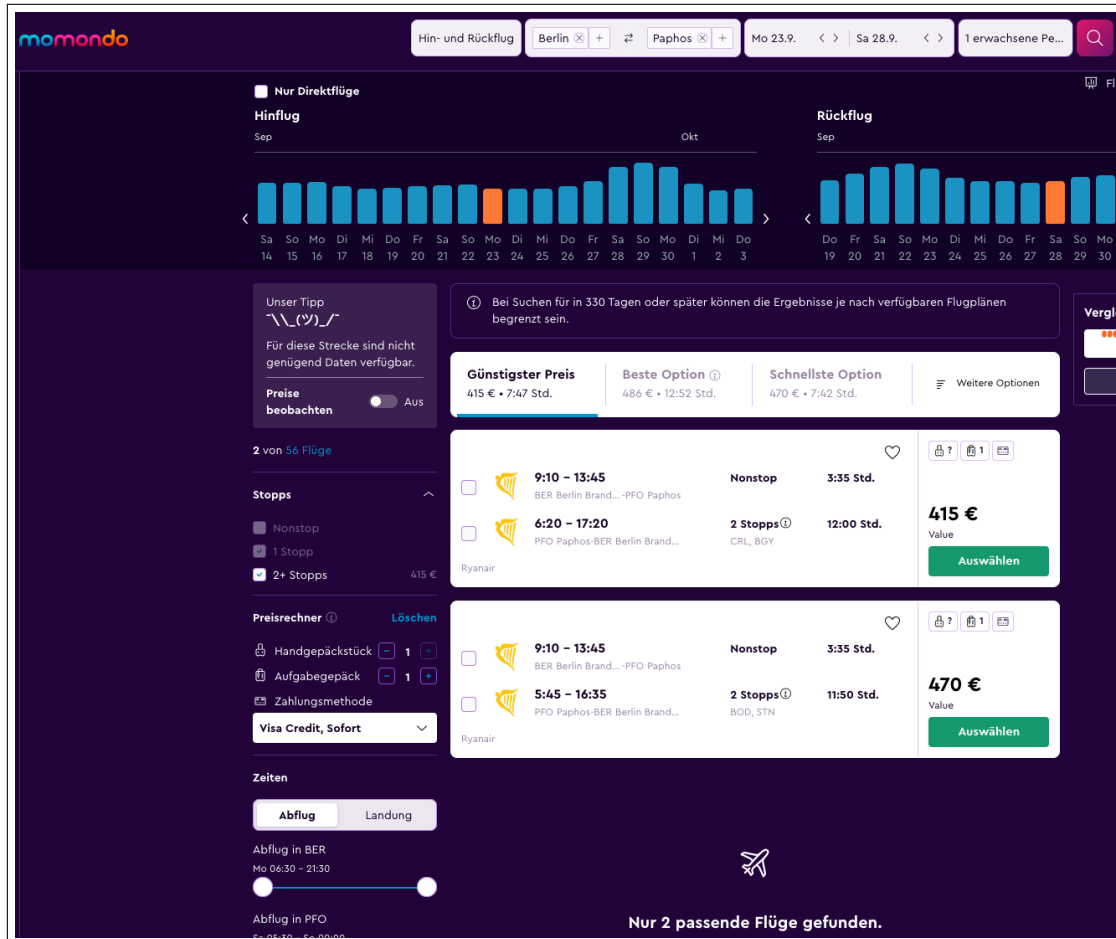 momondo
Hin- und Rückflug
Berlin
Paphos
Mo 23.9.
Sa 28.9.
1 erwachsene Pe...
Nur Direktflüge
Hinflug
Sep
Okt
Sa So Mo Di Mi Do Fr Sa So Mo Di Mi Do Fr Sa So Mo Di Mi Do
14 15 16 17 18 19 20 21 22 23 24 25 26 27 28 29 30 1 2 3
Rückflug
Sep
Do Fr Sa So Mo Di Mi Do Fr Sa So Mo
19 20 21 22 23 24 25 26 27 28 29 30
Unser Tipp
¯\\_(ツ)_/¯
Für diese Strecke sind nicht
genügend Daten verfügbar.
Preise
beobachten
Aus
2 von 56 Flüge
Stopps
Nonstop
1 Stopp
2+ Stopps 415 €
Preisrechner Löschen
Handgepäckstück - 1 +
Aufgabegepäck - 1 +
Zahlungsmethode
Visa Credit, Sofort
Zeiten
Abflug Landung
Abflug in BER
Mo 06:30 – 21:30
Abflug in PFO
Bei Suchen für in 330 Tagen oder später können die Ergebnisse je nach verfügbaren Flugplänen
begrenzt sein.
Günstigster Preis
415 € • 7:47 Std.
Beste Option
486 € • 12:52 Std.
Schnellste Option
470 € • 7:42 Std.
Weitere Optionen
9:10 – 13:45 Nonstop 3:35 Std.
BER Berlin Brand... -PFO Paphos
6:20 – 17:20 2 Stopps 12:00 Std.
PFO Paphos-BER Berlin Brand... CRL, BGY
Ryanair
? 1
415 €
Value
Auswählen
9:10 – 13:45 Nonstop 3:35 Std.
BER Berlin Brand... -PFO Paphos
5:45 – 16:35 2 Stopps 11:50 Std.
PFO Paphos-BER Berlin Brand... BOD, STN
Ryanair
? 1
470 €
Value
Auswählen
Nur 2 passende Flüge gefunden.